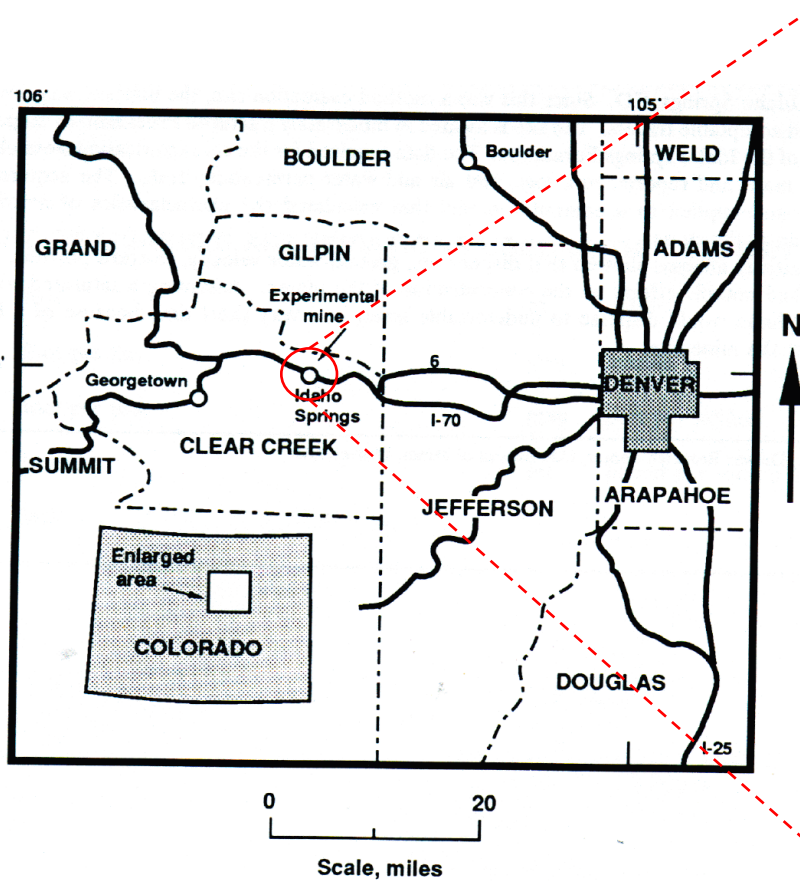 106°
105°
BOULDER
Boulder
WELD
GRAND
GILPIN
ADAMS
Experimental
mine
N
6
Georgetown
DENVER
Idaho
Springs
I-70
CLEAR CREEK
SUMMIT
JEFFERSON
ARAPAHOE
Enlarged
area
COLORADO
DOUGLAS
I-25
0
20
Scale, miles